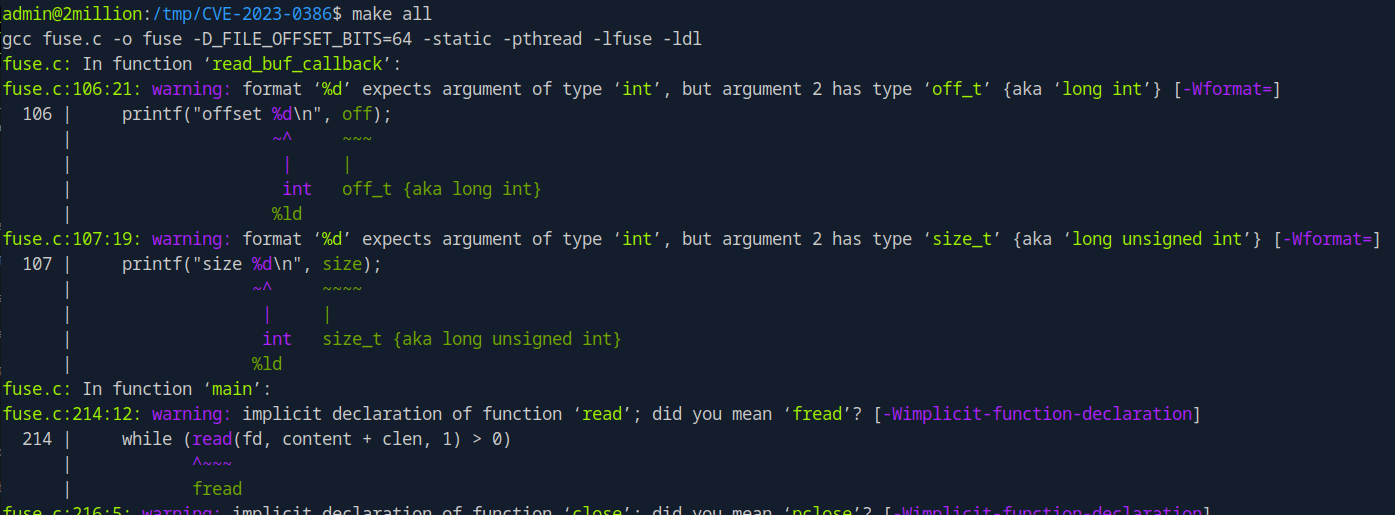 admin@2million:/tmp/CVE-2023-0386$ make all
gcc fuse.c -o fuse -D_FILE_OFFSET_BITS=64 -static -pthread -lfuse -ldl
fuse.c: In function ‘read_buf_callback’:
fuse.c:106:21: warning: format ‘%d’ expects argument of type ‘int’, but argument 2 has type ‘off_t’ {aka ‘long int’} [-Wformat=]
  106 |     printf("offset %d\n", off);
      |                    ~^     ~~~
      |                     |     |
      |                     int   off_t {aka long int}
      |                    %ld
fuse.c:107:19: warning: format ‘%d’ expects argument of type ‘int’, but argument 2 has type ‘size_t’ {aka ‘long unsigned int’} [-Wformat=]
  107 |     printf("size %d\n", size);
      |                  ~^     ~~~~
      |                   |     |
      |                   int   size_t {aka long unsigned int}
      |                  %ld
fuse.c: In function ‘main’:
fuse.c:214:12: warning: implicit declaration of function ‘read’; did you mean ‘fread’? [-Wimplicit-function-declaration]
  214 |     while (read(fd, content + clen, 1) > 0)
      |            ^~~~
      |            fread
fuse.c:216:5: warning: implicit declaration of function ‘close’; did you mean ‘pclose’? [-Wimplicit-function-declaration]